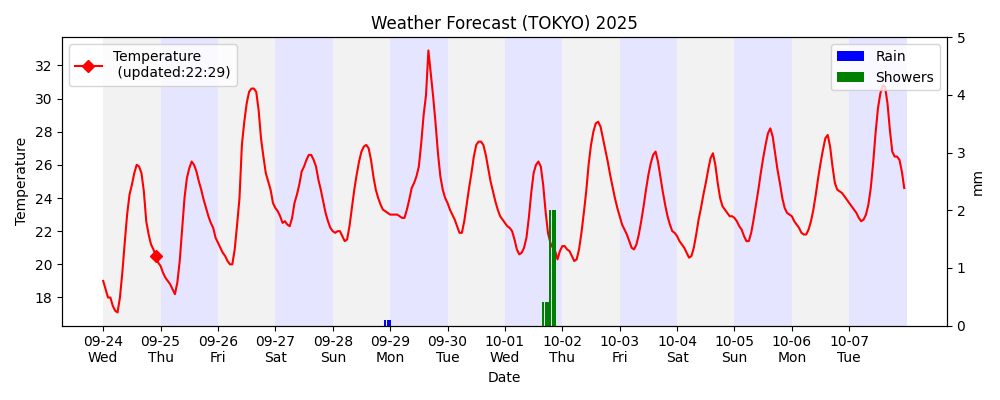 Weather Forecast (TOKYO) 2025
Temperature
(updated:22:29)
Rain
Showers
Temperature
32
30
28
26
24
22
20
18
5
4
3
2
1
0
mm
09-24 09-25 09-26 09-27 09-28 09-29 09-30 10-01 10-02 10-03 10-04 10-05 10-06 10-07
Wed Thu Fri Sat Sun Mon Tue Wed Thu Fri Sat Sun Mon Tue
Date